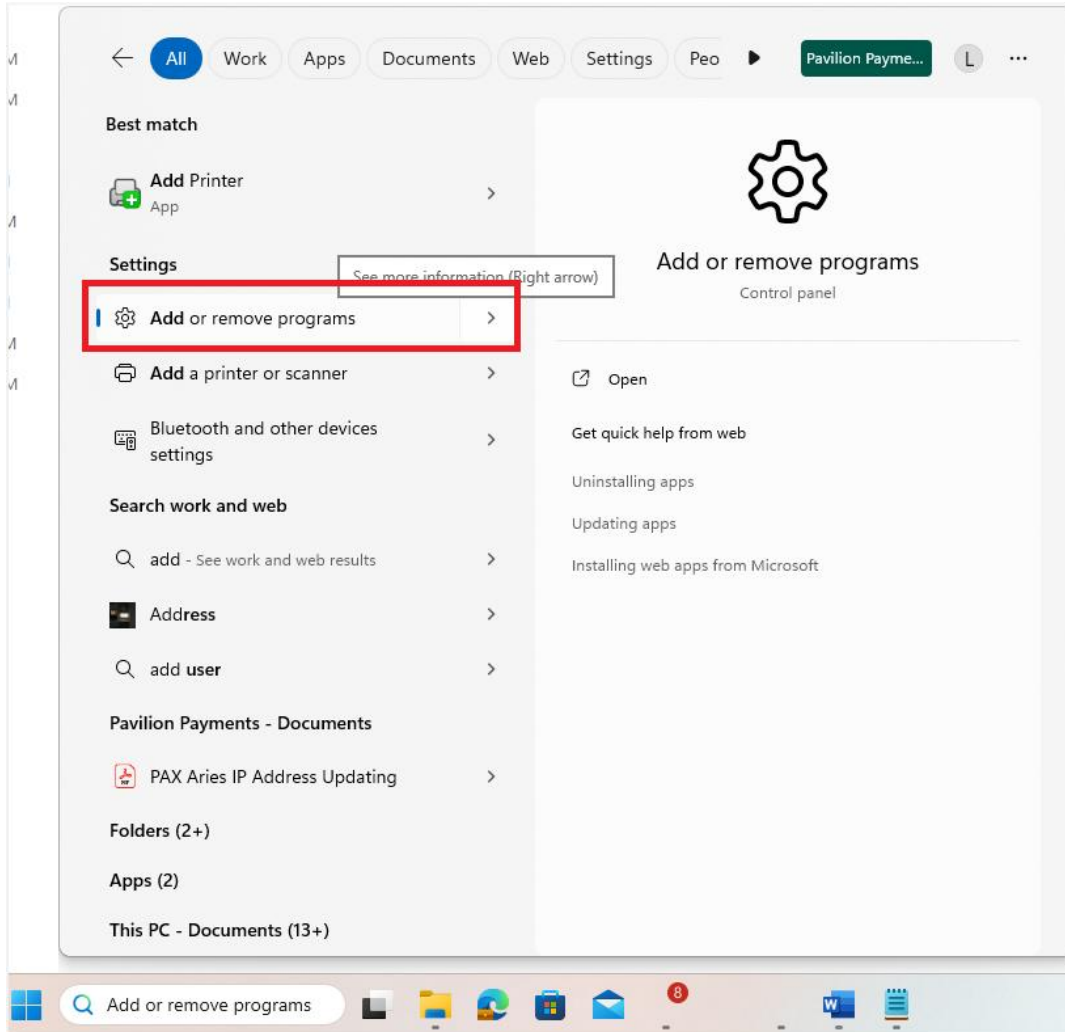 All Work Apps Documents Web Settings Peo Pavilion Payme... L ...
Best match
Add Printer
App
Settings
See more information (Right arrow)
Add or remove programs
Add a printer or scanner
Bluetooth and other devices
settings
Search work and web
add - See work and web results
Address
add user
Pavilion Payments - Documents
PAX Aries IP Address Updating
Folders (2+)
Apps (2)
This PC - Documents (13+)
Add or remove programs
Control panel
Open
Get quick help from web
Uninstalling apps
Updating apps
Installing web apps from Microsoft
Add or remove programs
8